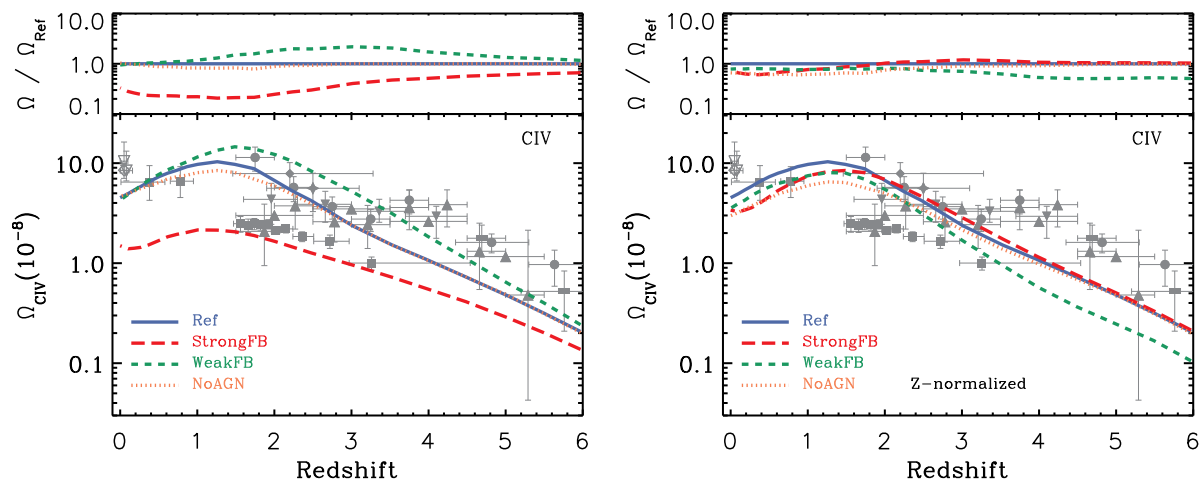 Ω / Ω_Ref
10.0
1.0
0.1
CIV
Ω_CIV(10^-8)
10.0
1.0
0.1
Ref
StrongFB
WeakFB
NoAGN
0 1 2 3 4 5 6
Redshift
Ω / Ω_Ref
10.0
1.0
0.1
CIV
Ω_CIV(10^-8)
10.0
1.0
0.1
Ref
StrongFB
WeakFB
NoAGN
Z-normalized
0 1 2 3 4 5 6
Redshift